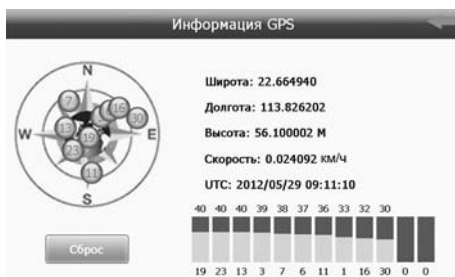 Информация GPS
N
7
16
30
W
13
19
E
23
11
S
Широта: 22.664940
Долгота: 113.826202
Высота: 56.100002 М
Скорость: 0.024092 км/ч
UTC: 2012/05/29 09:11:10
40 40 40 39 38 37 36 33 32 30
19 23 13 3 7 6 11 1 16 30 0 0
Сброс